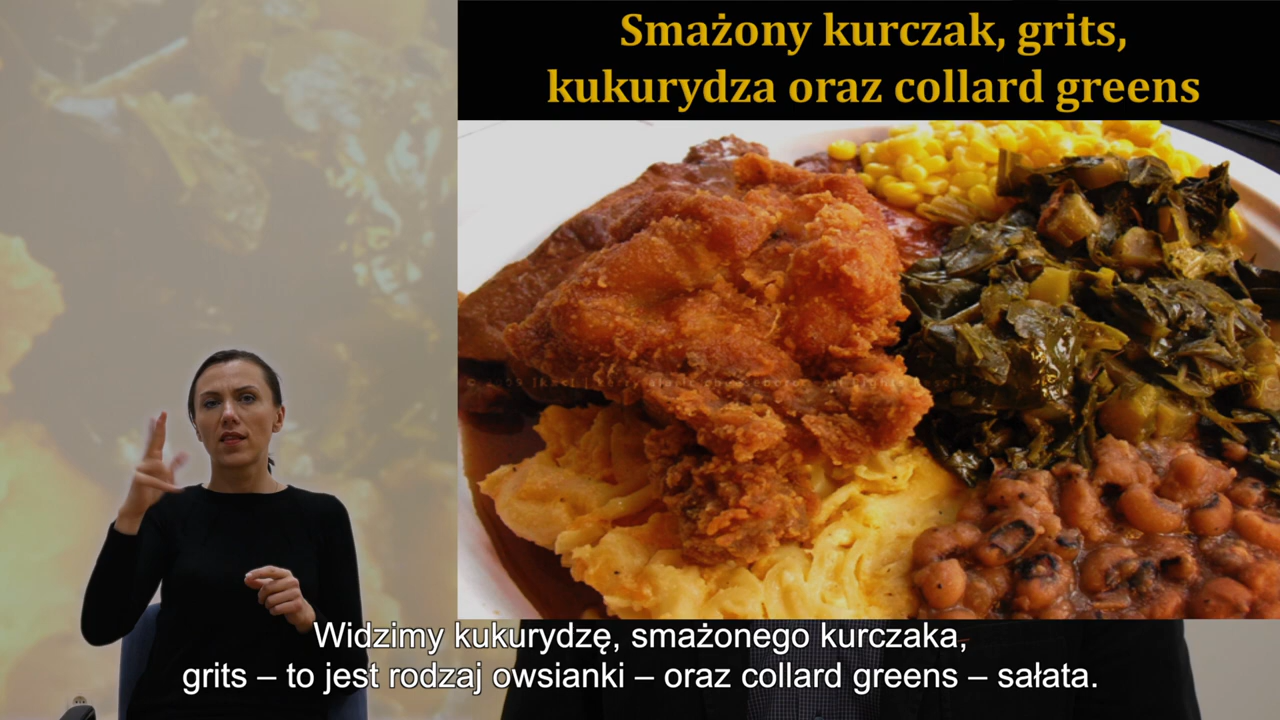 Smażony kurczak, grits,
kukurydza oraz collard greens
Widzimy kukurydzę, smażonego kurczaka,
grits – to jest rodzaj owsianki – oraz collard greens – sałata.